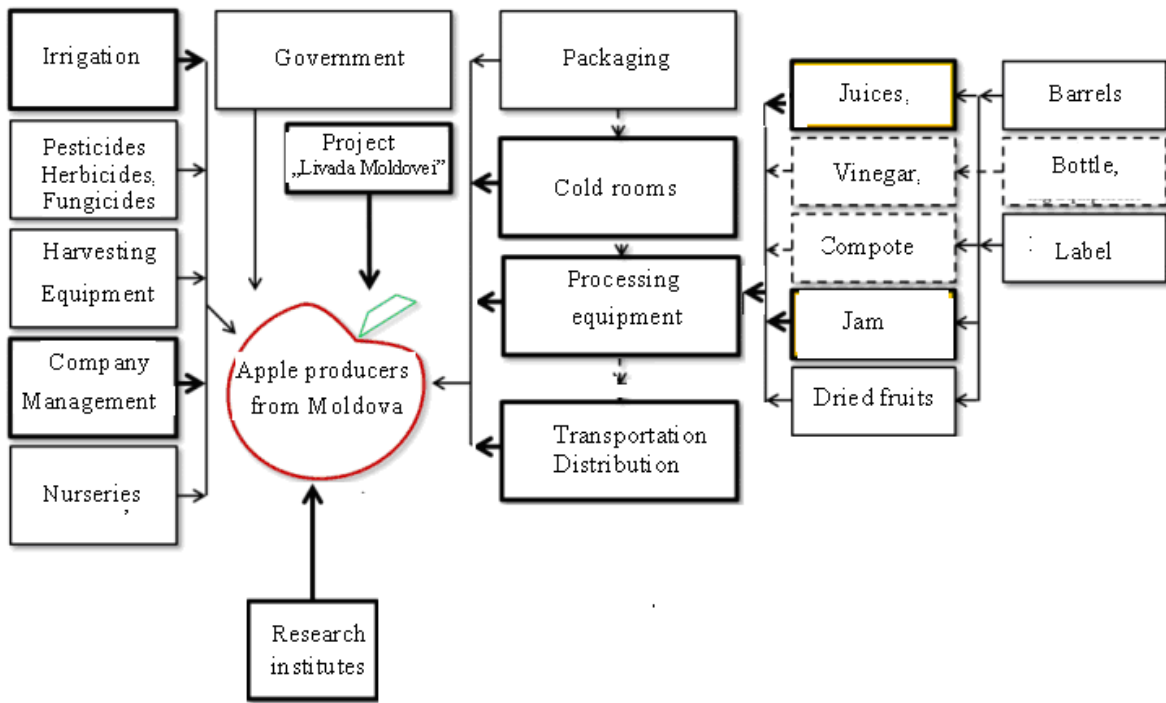 Irrigation
Pesticides
Herbicides,
Fungicides
Harvesting
Equipment
Company
Management
Nurseries,
Government
Project
„Livada Moldovei”
Apple producers
from Moldova
Research
institutes
Packaging
Cold rooms
Processing
equipment
Transportation
Distribution
Juices,
Vinegar,
Compote
Jam
Dried fruits
Barrels
Bottle,
Label